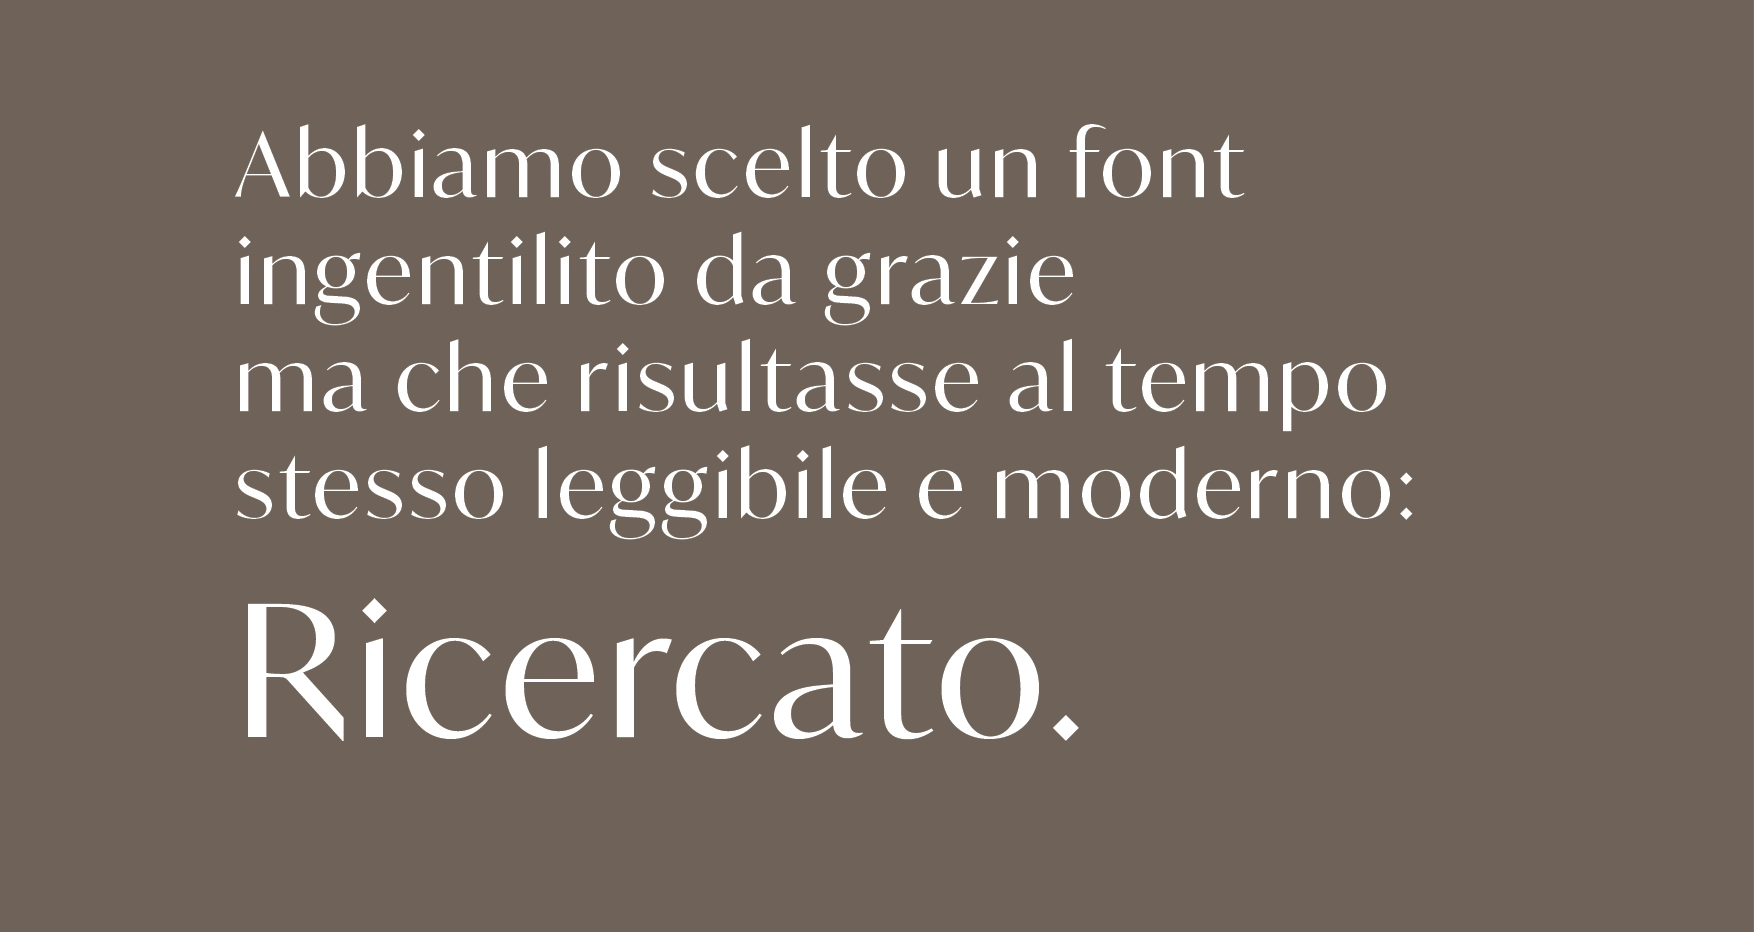 Abbiamo scelto un font
ingentilito da grazie
ma che risultasse al tempo
stesso leggibile e moderno:
Ricercato.